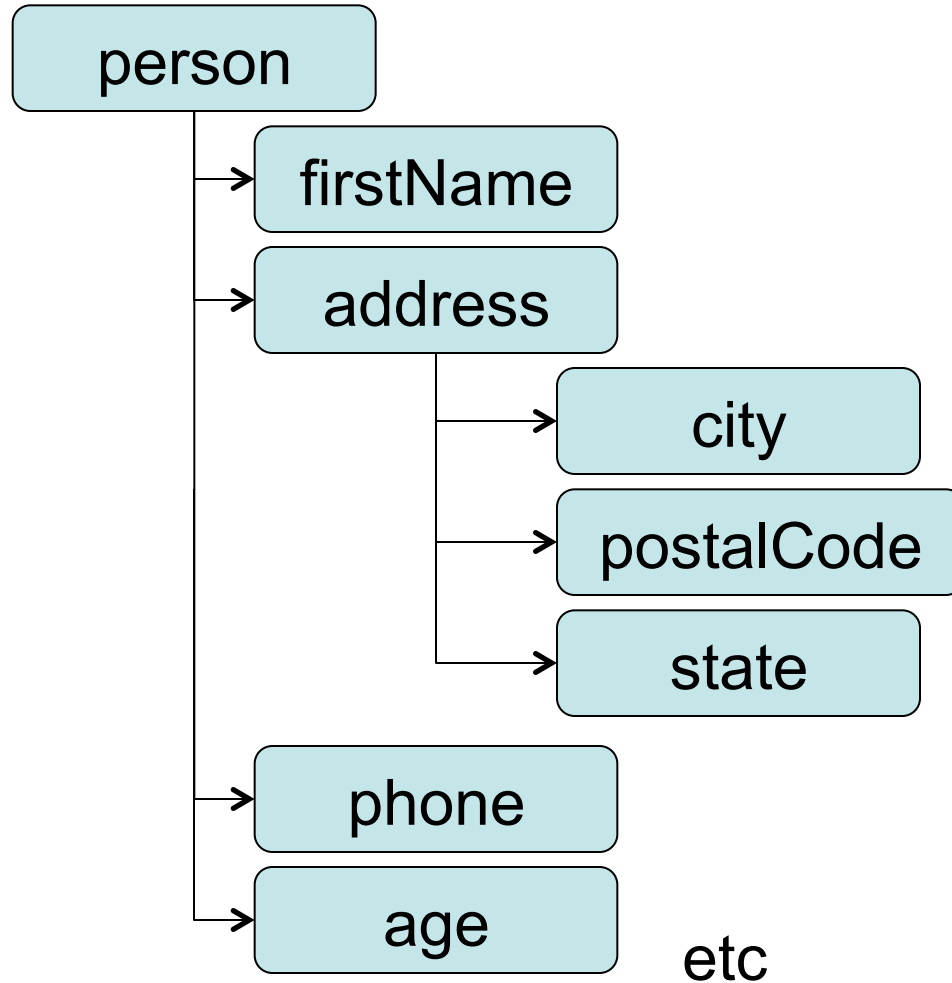 person
firstName
address
city
postalCode
state
phone
age
etc